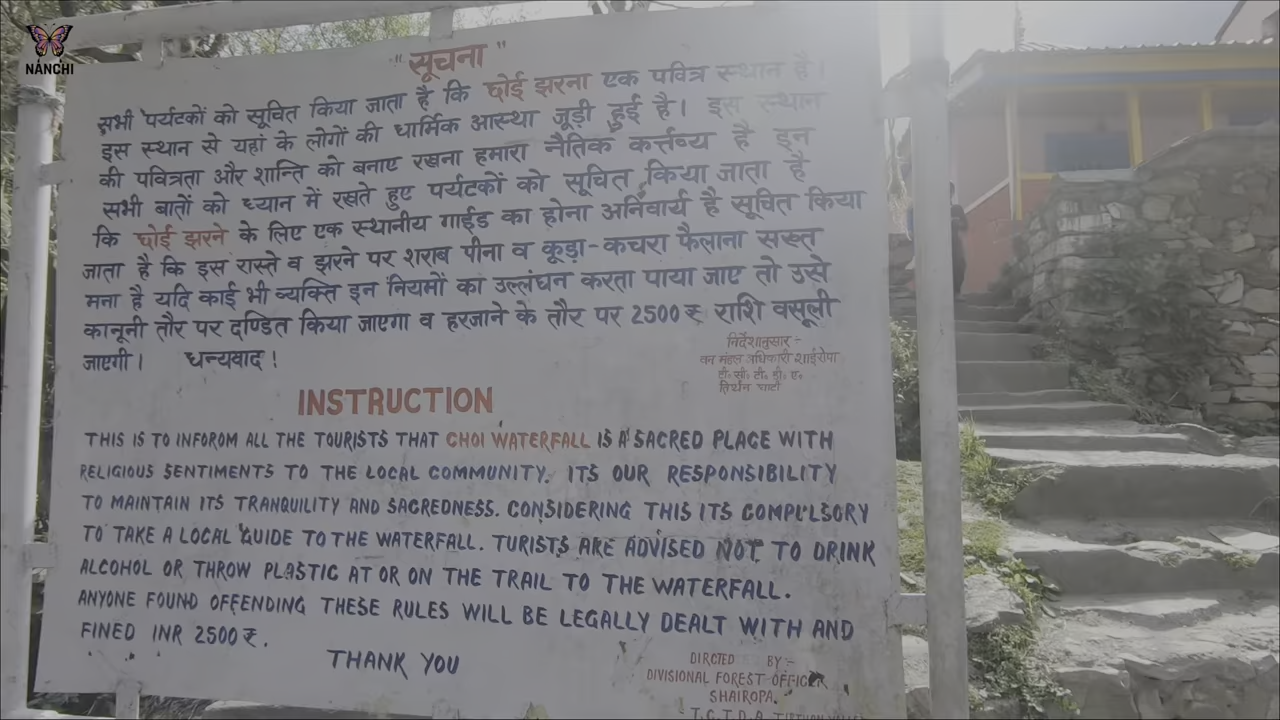 NANCHI
"सूचना"
सभी पर्यटकों को सूचित किया जाता है कि छोई झरना एक पवित्र स्थान है।
इस स्थान से यहां के लोगों की धार्मिक आस्था जूड़ी हुई है। इस स्थान
की पवित्रता और शान्ति को बनाए रखना हमारा नैतिक कर्त्तव्य है इन
सभी बातों को ध्यान में रखते हुए पर्यटकों को सूचित किया जाता है
कि छोई झरने के लिए एक स्थानीय गाईड का होना अनिवार्य है सूचित किया
जाता है कि इस रास्ते व झरने पर शराब पीना व कूड़ा-कचरा फैलाना सख्त
मना है यदि काई भी व्यक्ति इन नियमों का उल्लंघन करता पाया जाए तो उसे
कानूनी तौर पर दण्डित किया जाएगा व हरजाने के तौर पर 2500₹ राशि वसूली
जाएगी। धन्यवाद!
निर्देशानुसार :-
वन मंडल अधिकारी शाईरोपा
टी. सी. टी. डी. ए.
तिर्थन घाटी
INSTRUCTION
THIS IS TO INFOROM ALL THE TOURISTS THAT CHOI WATERFALL IS A SACRED PLACE WITH
RELIGIOUS SENTIMENTS TO THE LOCAL COMMUNITY. ITS OUR RESPONSIBILITY
TO MAINTAIN ITS TRANQUILITY AND SACREDNESS. CONSIDERING THIS ITS COMPULSORY
TO TAKE A LOCAL GUIDE TO THE WATERFALL. TURISTS ARE ADVISED NOT TO DRINK
ALCOHOL OR THROW PLASTIC AT OR ON THE TRAIL TO THE WATERFALL.
ANYONE FOUND OFFENDING THESE RULES WILL BE LEGALLY DEALT WITH AND
FINED INR 2500₹.
THANK YOU
DIRCTED BY:-
DIVISIONAL FOREST OFFICER
SHAIROPA.
- T.C.T.D.A. TIRTHAN VALLEY